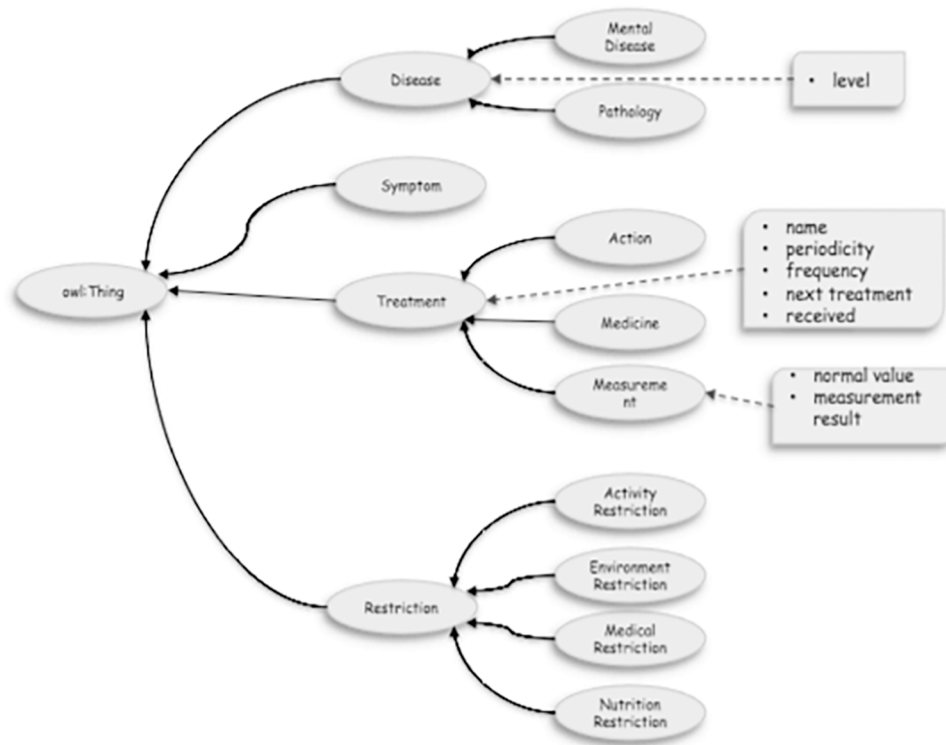 Mental
Disease
Disease
• level
Pathology
Symptom
Action
• name
• periodicity
• frequency
• next treatment
• received
owl:Thing
Treatment
Medicine
Measureme
nt
• normal value
• measurement
result
Activity
Restriction
Environment
Restriction
Restriction
Medical
Restriction
Nutrition
Restriction